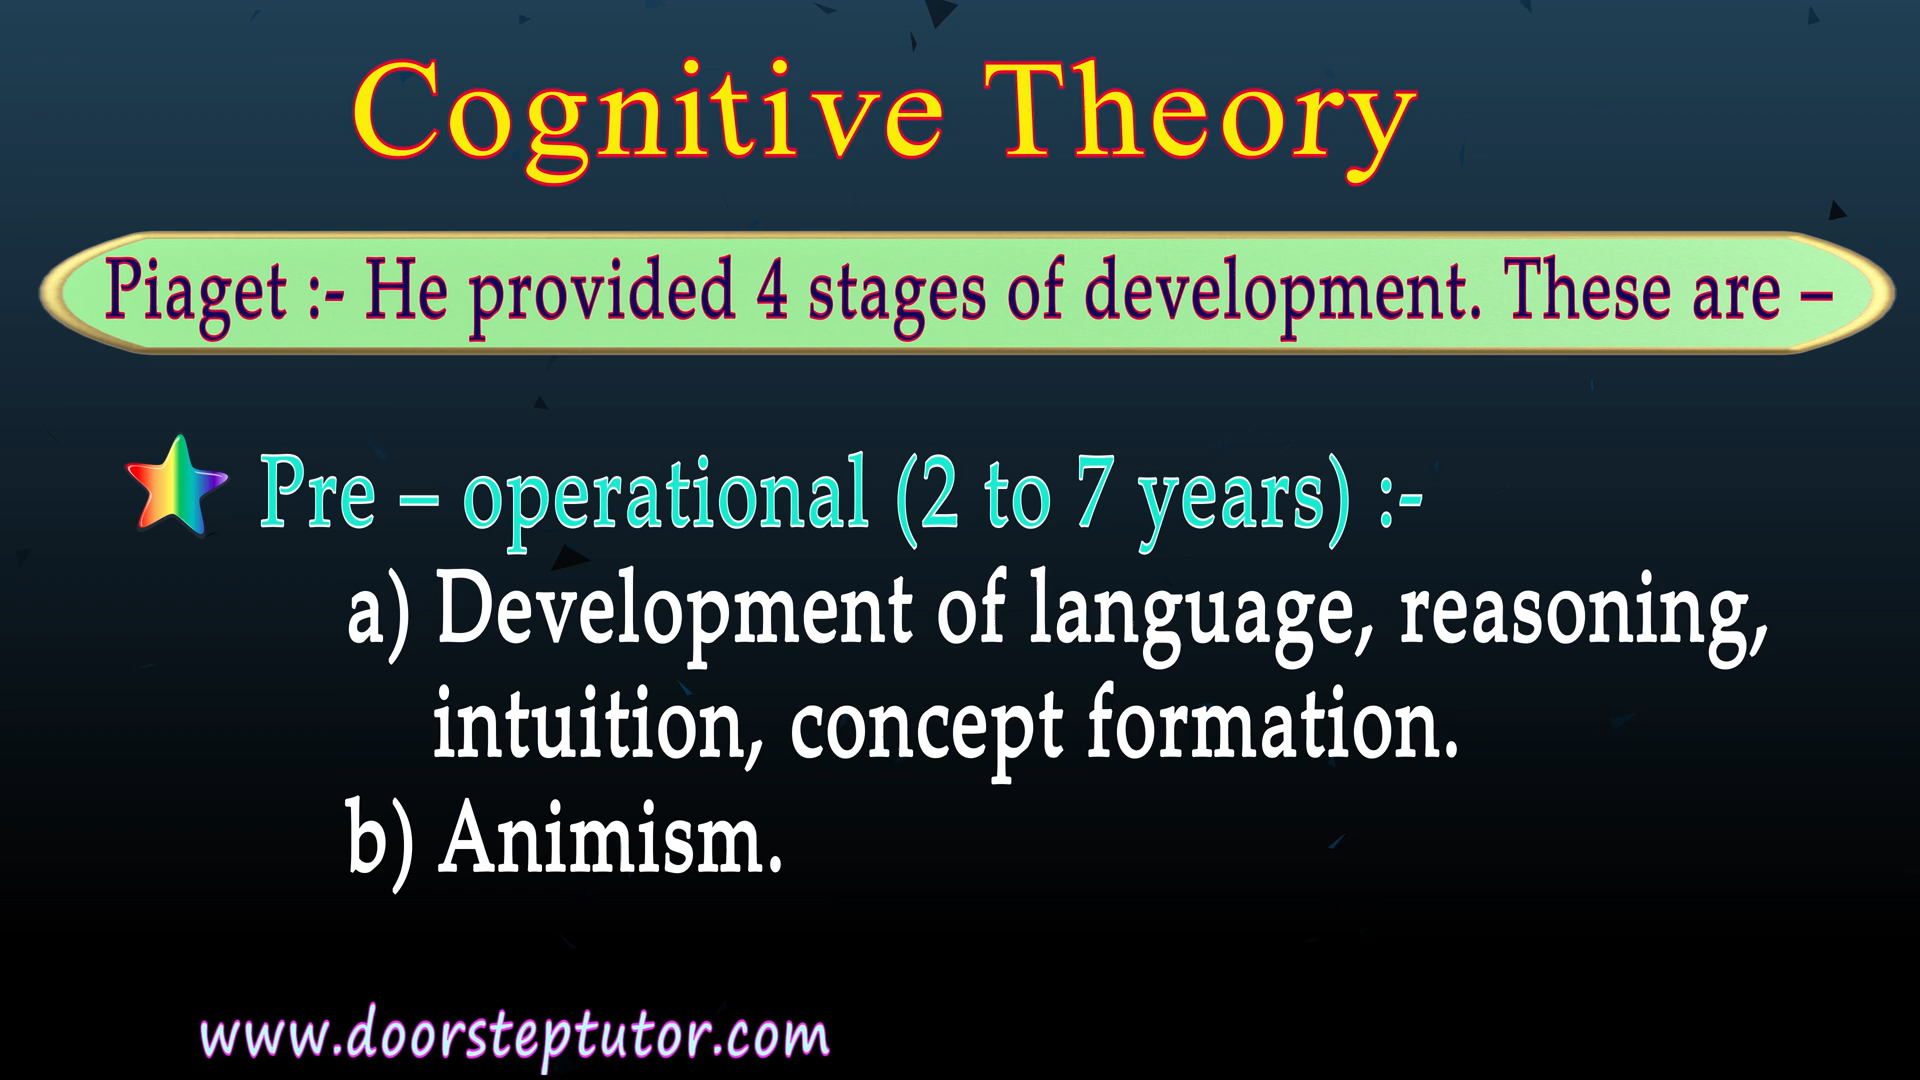 Cognitive Theory
Piaget :- He provided 4 stages of development. These are –
Pre – operational (2 to 7 years) :-
a) Development of language, reasoning,
intuition, concept formation.
b) Animism.
www.doorsteptutor.com